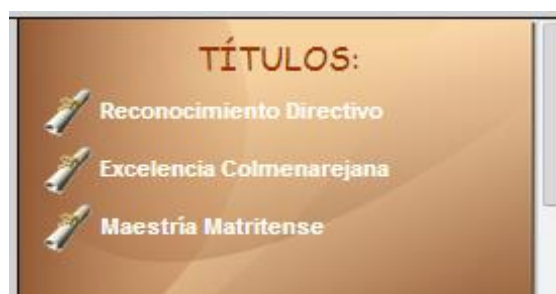 TÍTULOS:
Reconocimiento Directivo
Excelencia Colmenarejana
Maestría Matritense